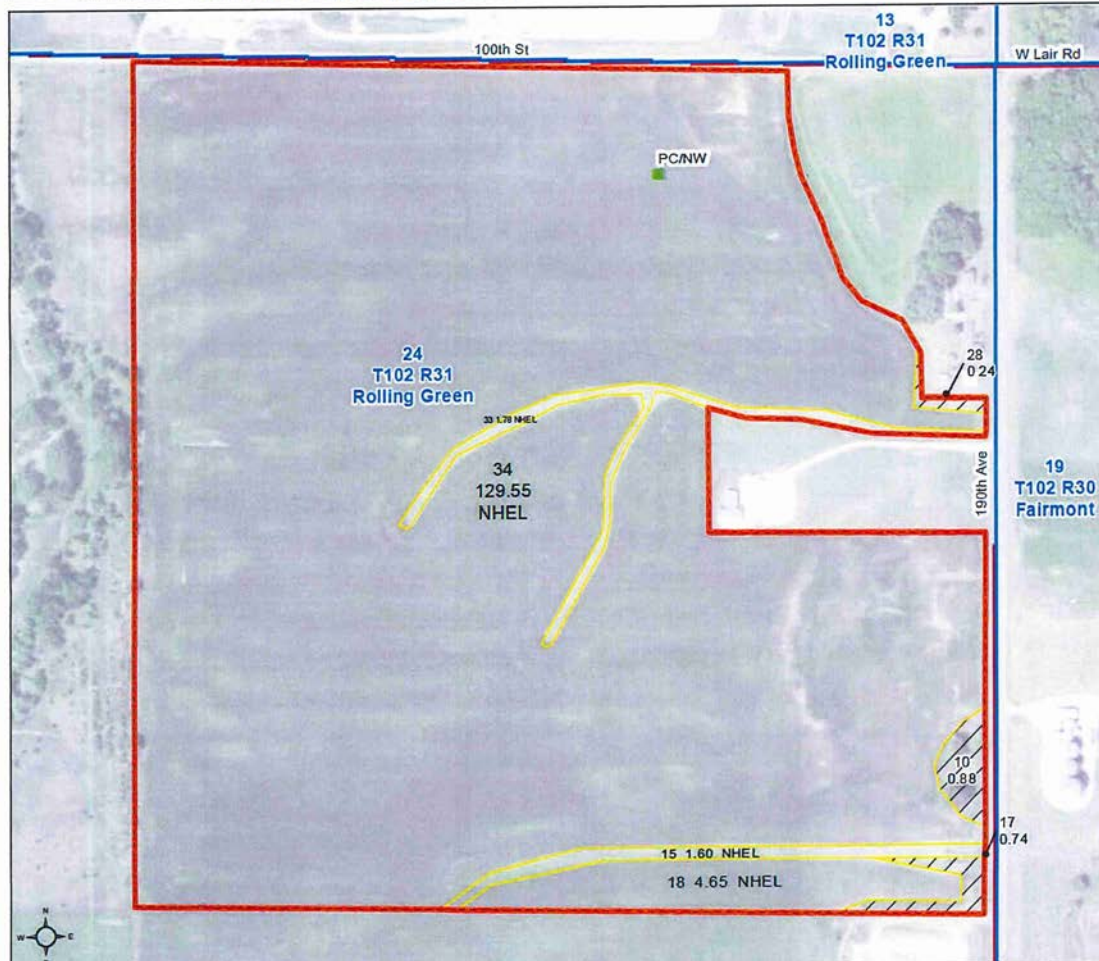 13
T102 R31
Rolling Green
100th St
W Lair Rd
PC/NW
24
T102 R31
Rolling Green
28
0.24
33 1.78 NHEL
34
129.55
NHEL
190th Ave
19
T102 R30
Fairmont
10
0.88
17
0.74
15 1.60 NHEL
18 4.65 NHEL
N
W
E